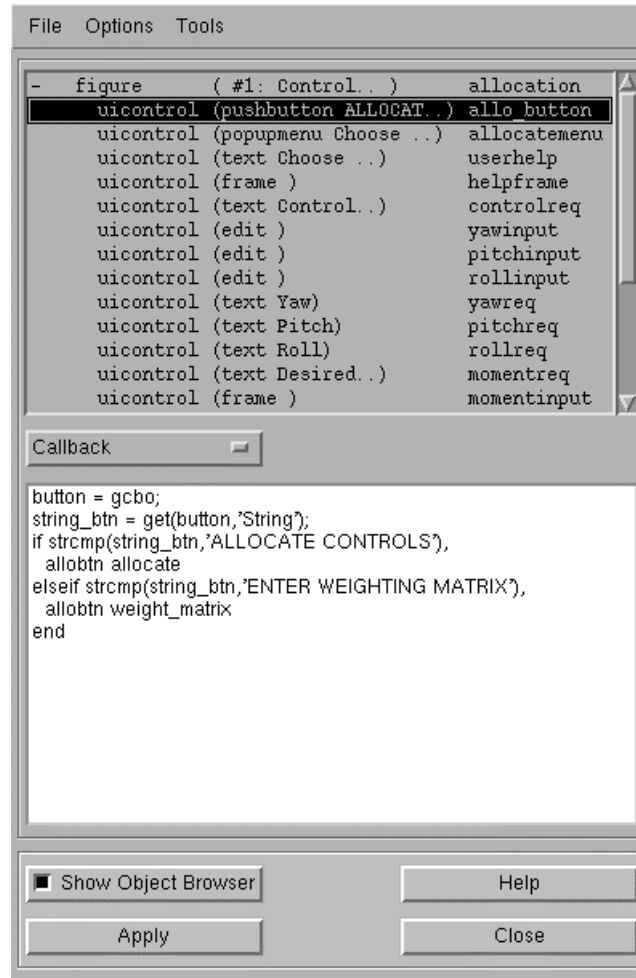 File Options Tools
- figure ( #1: Control.. ) allocation
uicontrol (pushbutton ALLOCAT..) allo_button
uicontrol (popupmenu Choose ..) allocatemenu
uicontrol (text Choose ..) userhelp
uicontrol (frame ) helpframe
uicontrol (text Control..) controlreq
uicontrol (edit ) yawinput
uicontrol (edit ) pitchinput
uicontrol (edit ) rollinput
uicontrol (text Yaw) yawreq
uicontrol (text Pitch) pitchreq
uicontrol (text Roll) rollreq
uicontrol (text Desired..) momentreq
uicontrol (frame ) momentinput
Callback
button = gcbo;
string_btn = get(button,'String');
if strcmp(string_btn,'ALLOCATE CONTROLS'),
allobtn allocate
elseif strcmp(string_btn,'ENTER WEIGHTING MATRIX'),
allobtn weight_matrix
end
Show Object Browser Help
Apply Close